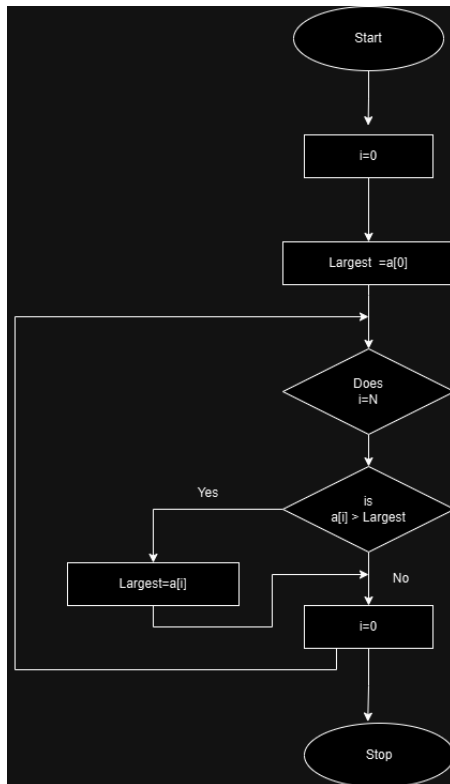 Start
i=0
Largest =a[0]
Does
i=N
is
a[i] > Largest
Yes
Largest=a[i]
No
i=0
Stop